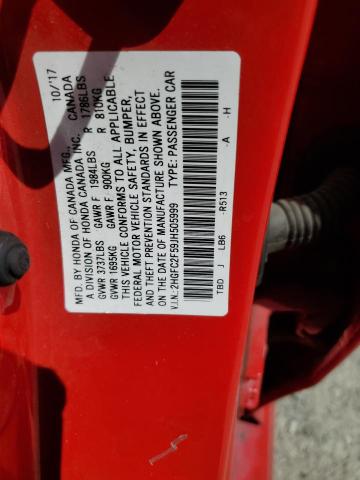 MFD. BY HONDA OF CANADA MFG., 10/'17
A DIVISION OF HONDA CANADA INC. CANADA
GVWR 3737LBS GAWR F 1984LBS R 1786LBS
GVWR 1695KG GAWR F 900KG R 810KG
THIS VEHICLE CONFORMS TO ALL APPLICABLE
FEDERAL MOTOR VEHICLE SAFETY, BUMPER,
AND THEFT PREVENTION STANDARDS IN EFFECT
ON THE DATE OF MANUFACTURE SHOWN ABOVE.
V.I.N.: 2HGFC2F59JH505999 TYPE: PASSENGER CAR
TBD J LB6 -R513 -A -H